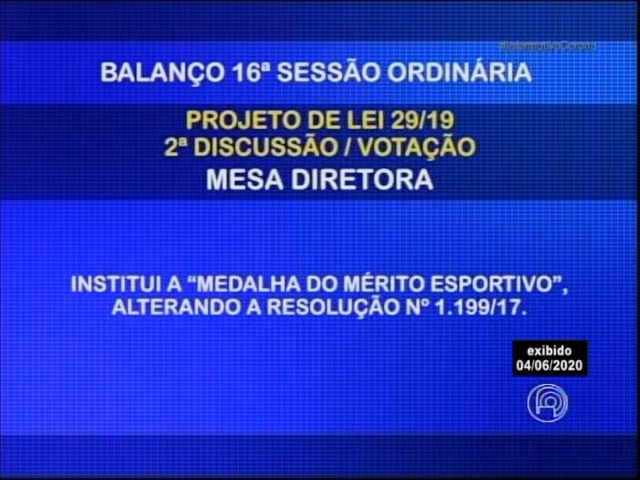 #InformativoCorona
BALANÇO 16ª SESSÃO ORDINÁRIA
PROJETO DE LEI 29/19
2ª DISCUSSÃO / VOTAÇÃO
MESA DIRETORA
INSTITUI A “MEDALHA DO MÉRITO ESPORTIVO”,
ALTERANDO A RESOLUÇÃO Nº 1.199/17.
exibido
04/06/2020